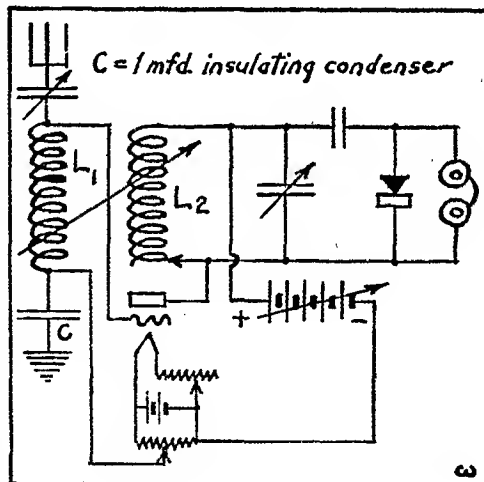 C = 1 mfd. insulating condenser
L1
L2
C
+ -
ω